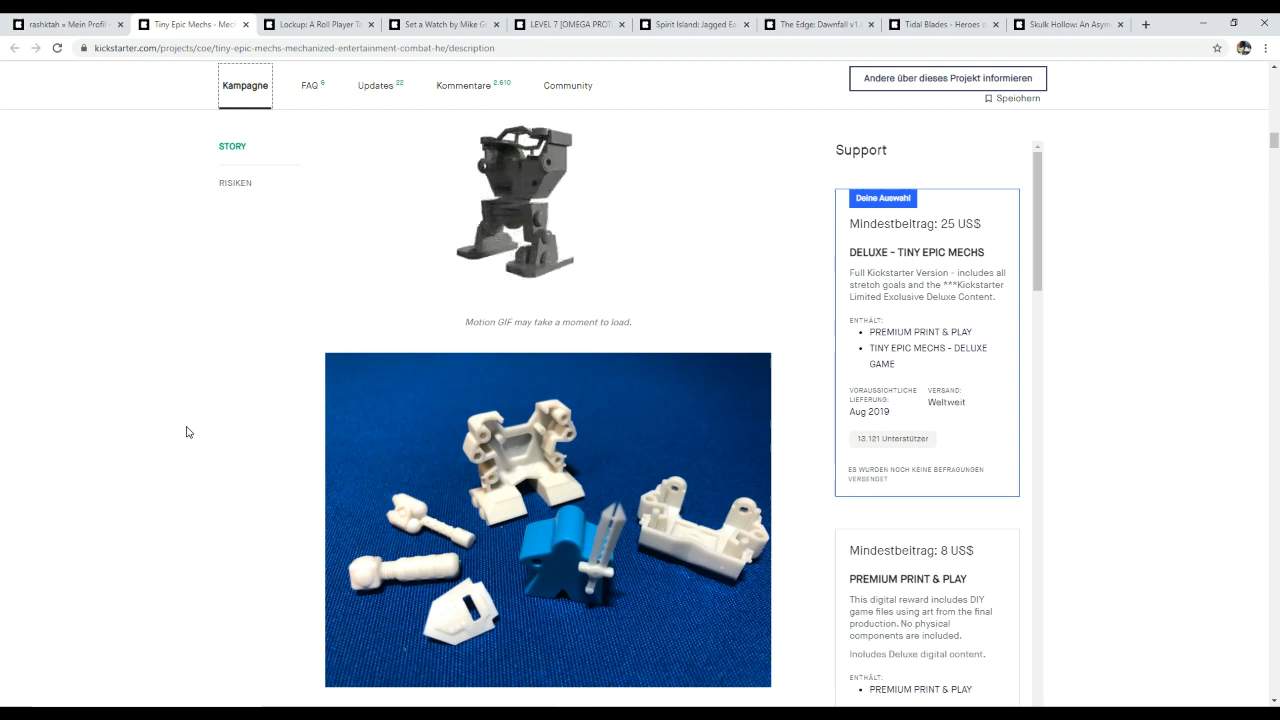 rashktah » Mein Profil
Tiny Epic Mechs - Mech
Lockup: A Roll Player T
Set a Watch by Mike G
LEVEL 7 [OMEGA PROT
Spirit Island: Jagged Ea
The Edge: Dawnfall v1.
Tidal Blades - Heroes o
Skulk Hollow: An Asym
kickstarter.com/projects/coe/tiny-epic-mechs-mechanized-entertainment-combat-he/description
Kampagne
FAQ 6
Updates 22
Kommentare 2.610
Community
Andere über dieses Projekt informieren
Speichern
STORY
RISIKEN
Motion GIF may take a moment to load.
Support
Deine Auswahl
Mindestbeitrag: 25 US$
DELUXE - TINY EPIC MECHS
Full Kickstarter Version - includes all
stretch goals and the ***Kickstarter
Limited Exclusive Deluxe Content.
ENTHÄLT:
• PREMIUM PRINT & PLAY
• TINY EPIC MECHS - DELUXE
GAME
VORAUSSICHTLICHE
LIEFERUNG:
Aug 2019
VERSAND:
Weltweit
13.121 Unterstützer
ES WURDEN NOCH KEINE BEFRAGUNGEN
VERSENDET
Mindestbeitrag: 8 US$
PREMIUM PRINT & PLAY
This digital reward includes DIY
game files using art from the final
production. No physical
components are included.
Includes Deluxe digital content.
ENTHÄLT:
• PREMIUM PRINT & PLAY